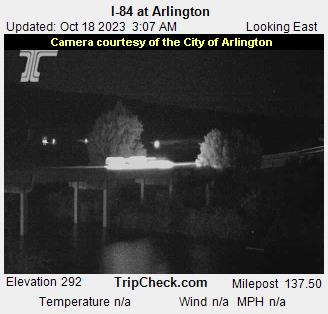 I-84 at Arlington
Updated: Oct 18 2023 3:07 AM Looking East
Camera courtesy of the City of Arlington
Elevation 292 TripCheck.com Milepost 137.50
Temperature n/a Wind n/a MPH n/a